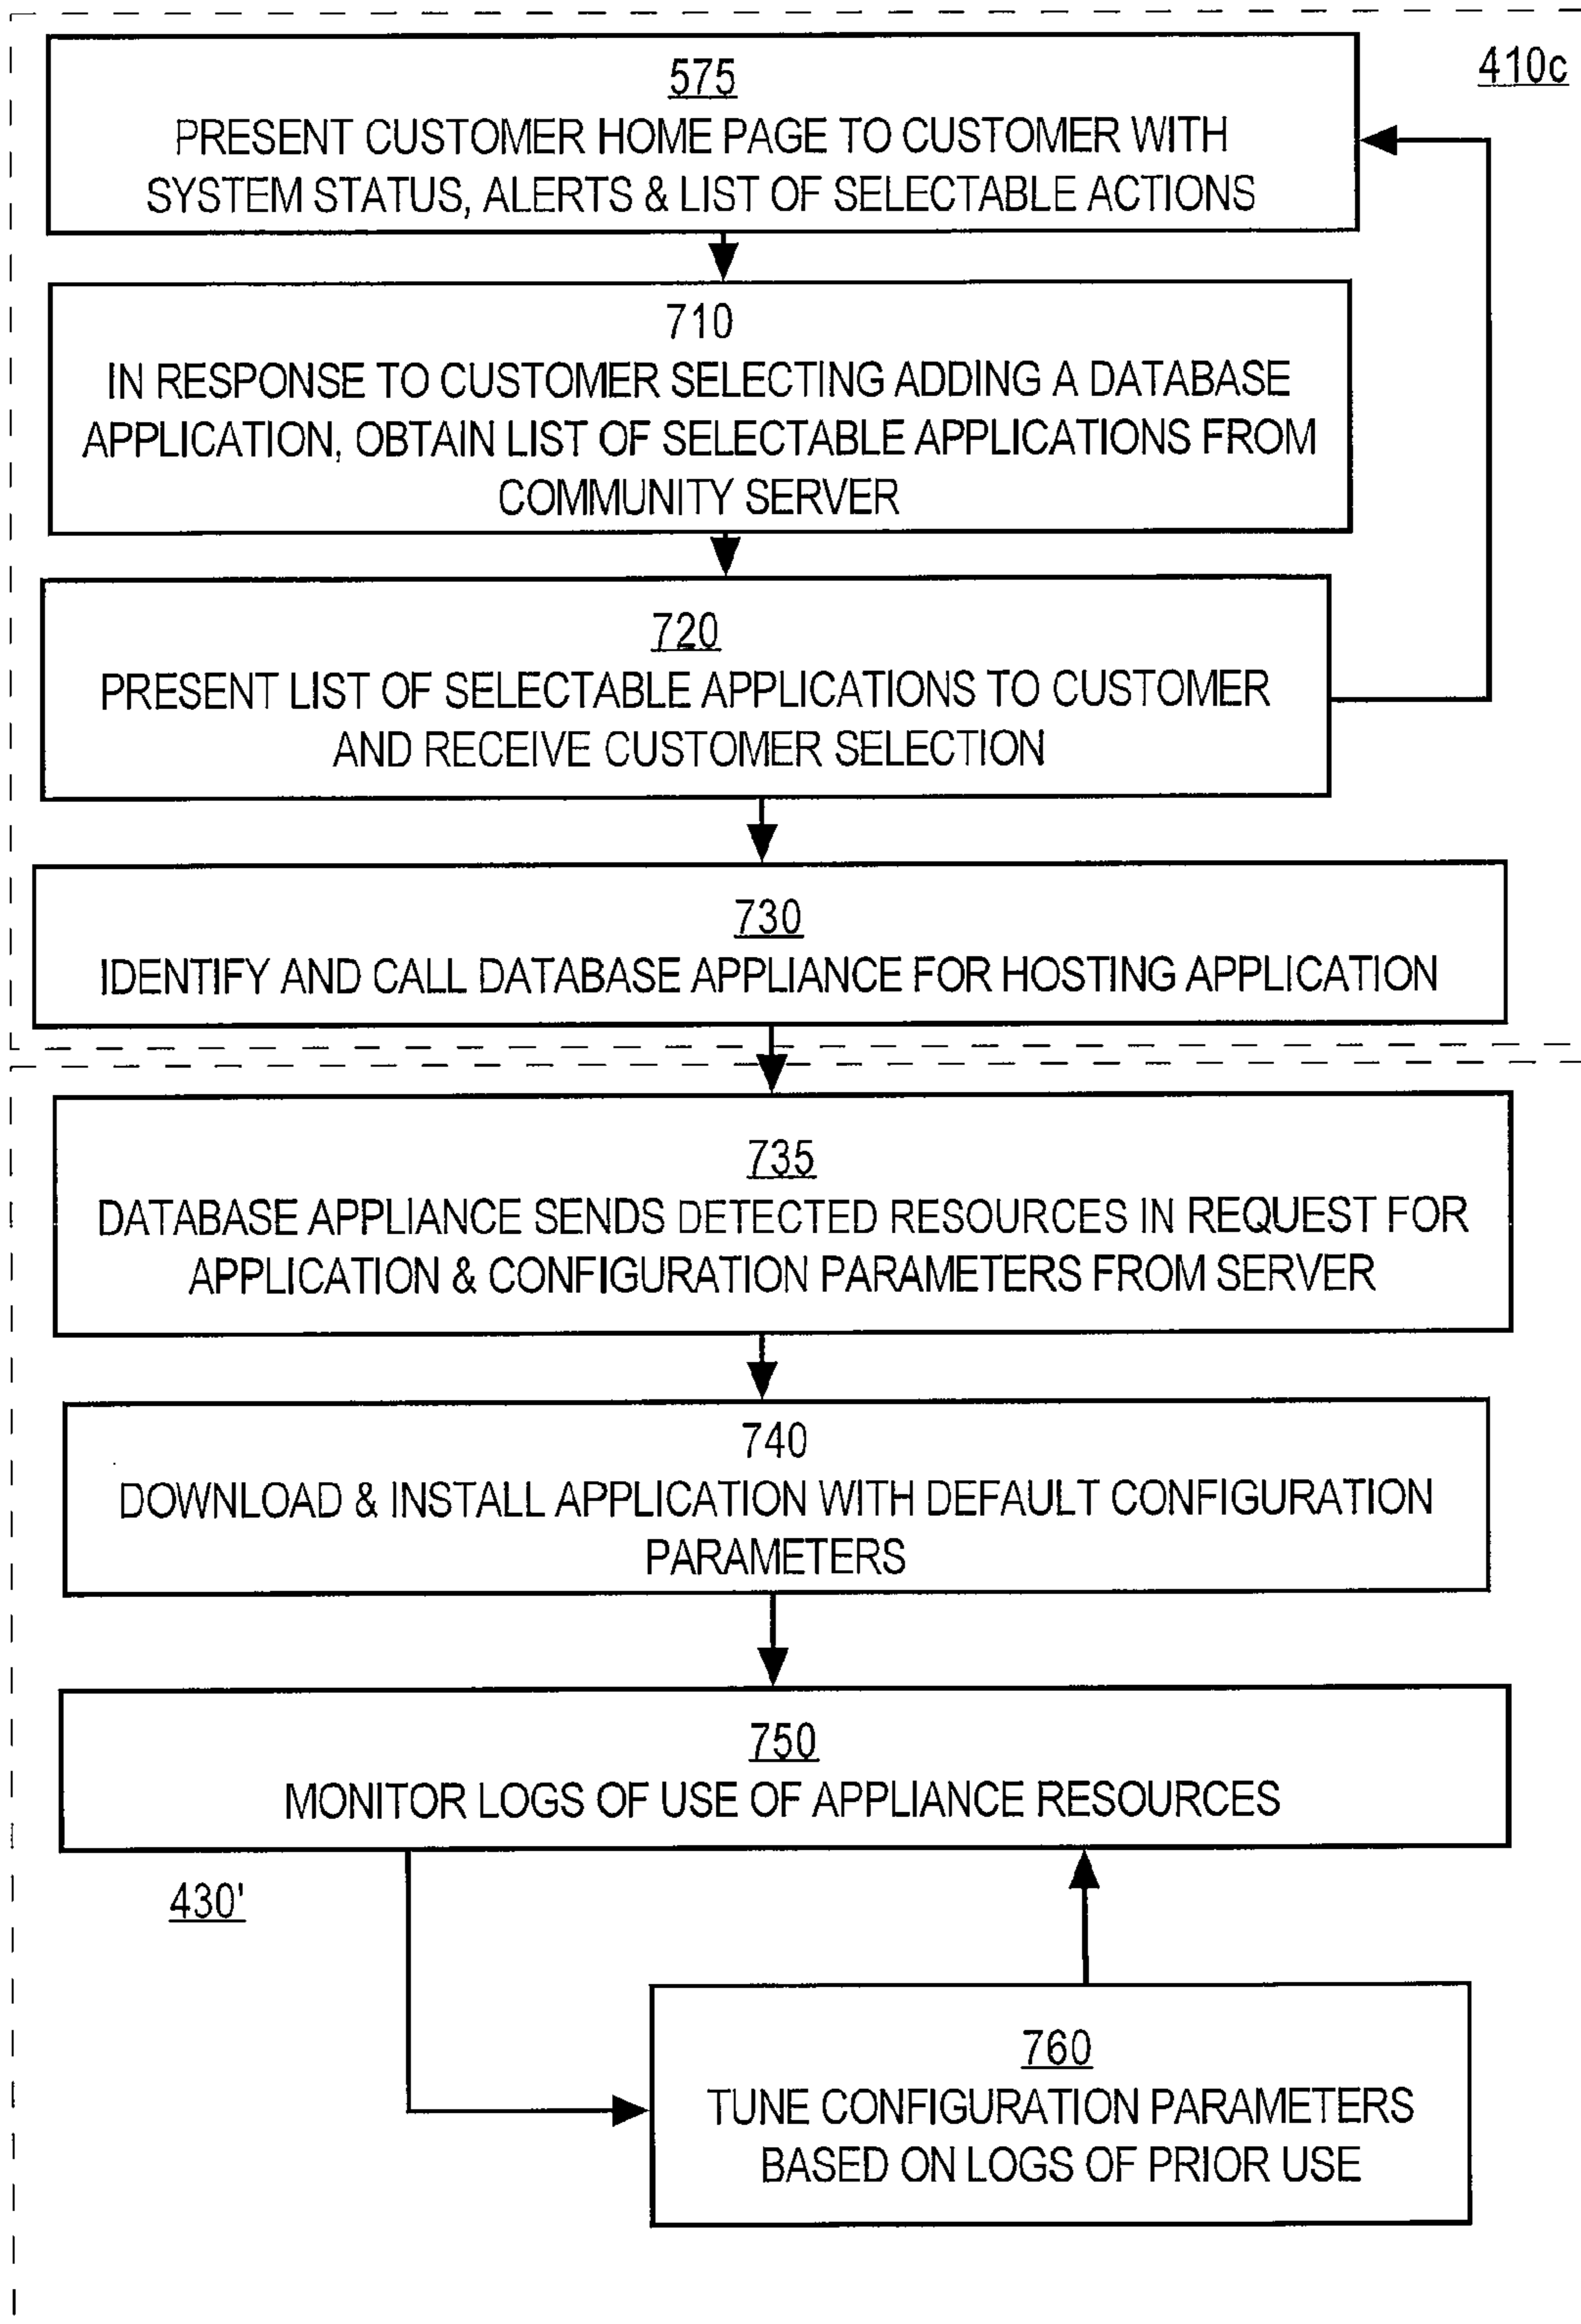 410c
575
PRESENT CUSTOMER HOME PAGE TO CUSTOMER WITH
SYSTEM STATUS, ALERTS & LIST OF SELECTABLE ACTIONS
710
IN RESPONSE TO CUSTOMER SELECTING ADDING A DATABASE
APPLICATION, OBTAIN LIST OF SELECTABLE APPLICATIONS FROM
COMMUNITY SERVER
720
PRESENT LIST OF SELECTABLE APPLICATIONS TO CUSTOMER
AND RECEIVE CUSTOMER SELECTION
730
IDENTIFY AND CALL DATABASE APPLIANCE FOR HOSTING APPLICATION
735
DATABASE APPLIANCE SENDS DETECTED RESOURCES IN REQUEST FOR
APPLICATION & CONFIGURATION PARAMETERS FROM SERVER
740
DOWNLOAD & INSTALL APPLICATION WITH DEFAULT CONFIGURATION
PARAMETERS
750
MONITOR LOGS OF USE OF APPLIANCE RESOURCES
430'
760
TUNE CONFIGURATION PARAMETERS
BASED ON LOGS OF PRIOR USE